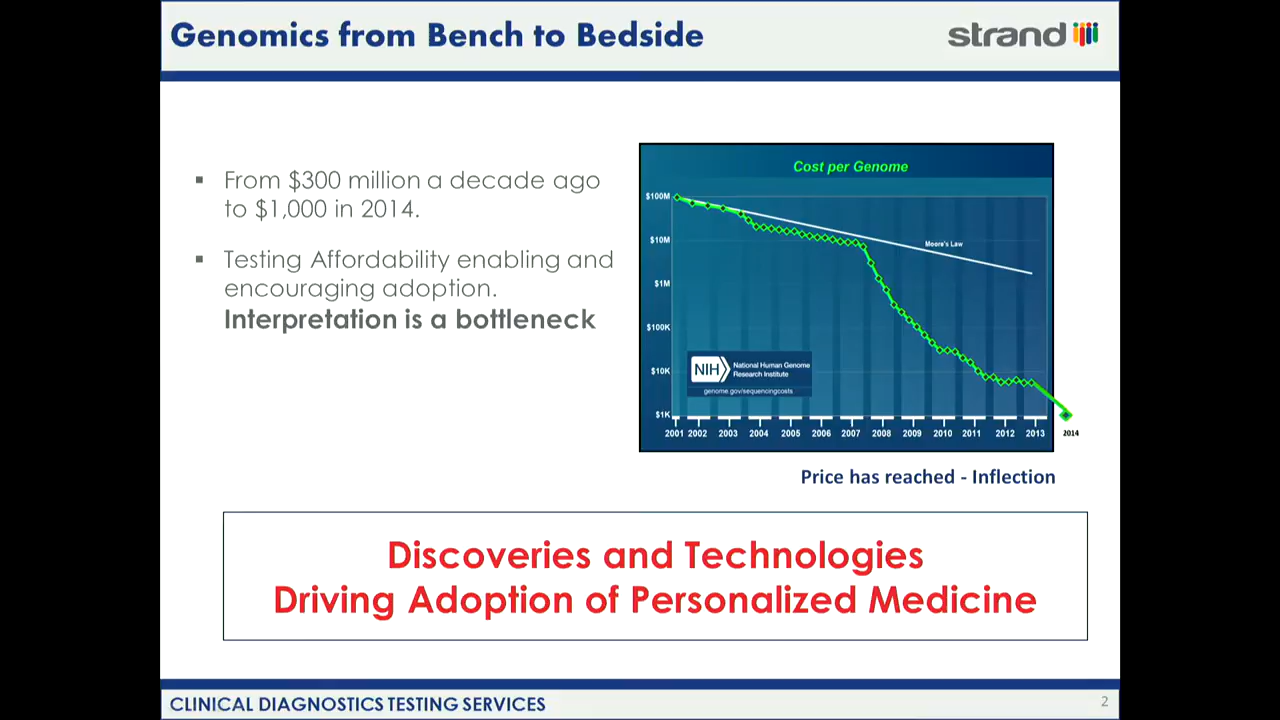 Genomics from Bench to Bedside
strand
▪ From $300 million a decade ago
to $1,000 in 2014.
▪ Testing Affordability enabling and
encouraging adoption.
Interpretation is a bottleneck
Cost per Genome
$100M
$10M
$1M
$100K
$10K
$1K
Moore's Law
NIH National Human Genome
Research Institute
genome.gov/sequencingcosts
2001 2002 2003 2004 2005 2006 2007 2008 2009 2010 2011 2012 2013 2014
Price has reached - Inflection
Discoveries and Technologies
Driving Adoption of Personalized Medicine
CLINICAL DIAGNOSTICS TESTING SERVICES
2